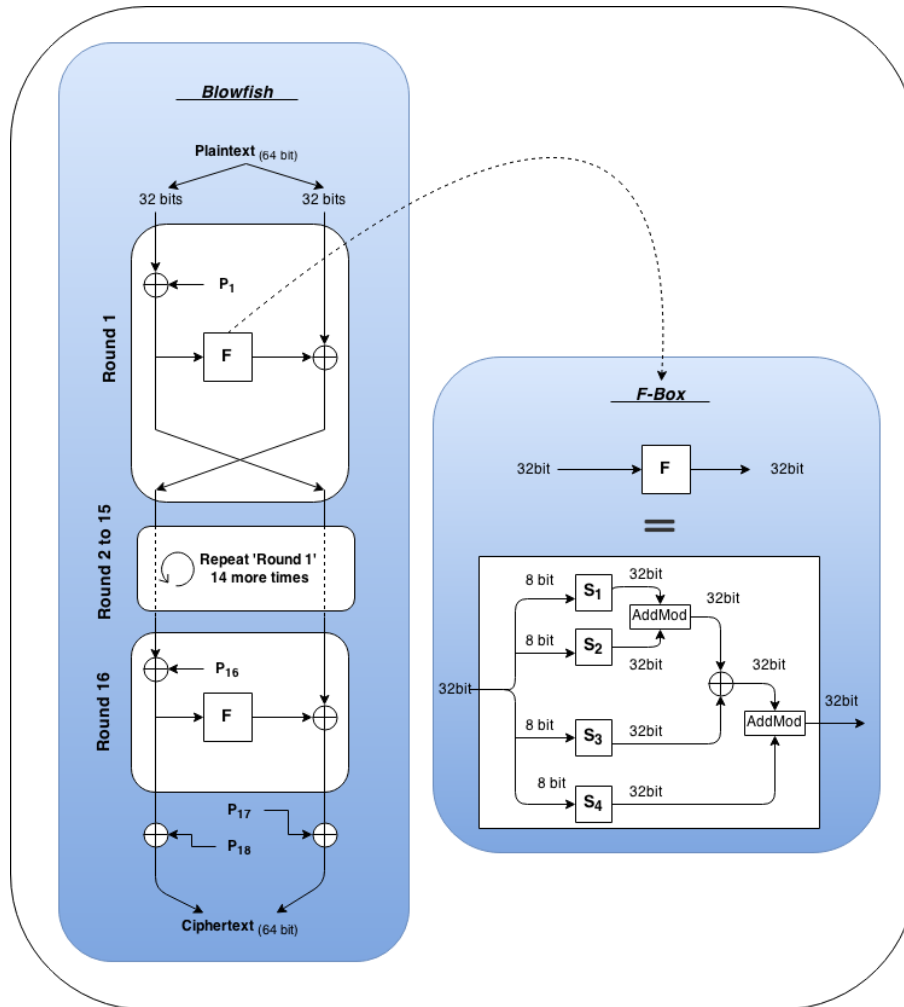 Blowfish
Plaintext (64 bit)
32 bits
32 bits
Round 1
P1
F
Round 2 to 15
Repeat 'Round 1'
14 more times
Round 16
P16
F
P17
P18
Ciphertext (64 bit)
F-Box
32bit
F
32bit
=
32bit
8 bit
S1
32bit
AddMod
32bit
8 bit
S2
32bit
32bit
8 bit
S3
32bit
AddMod
32bit
8 bit
S4
32bit